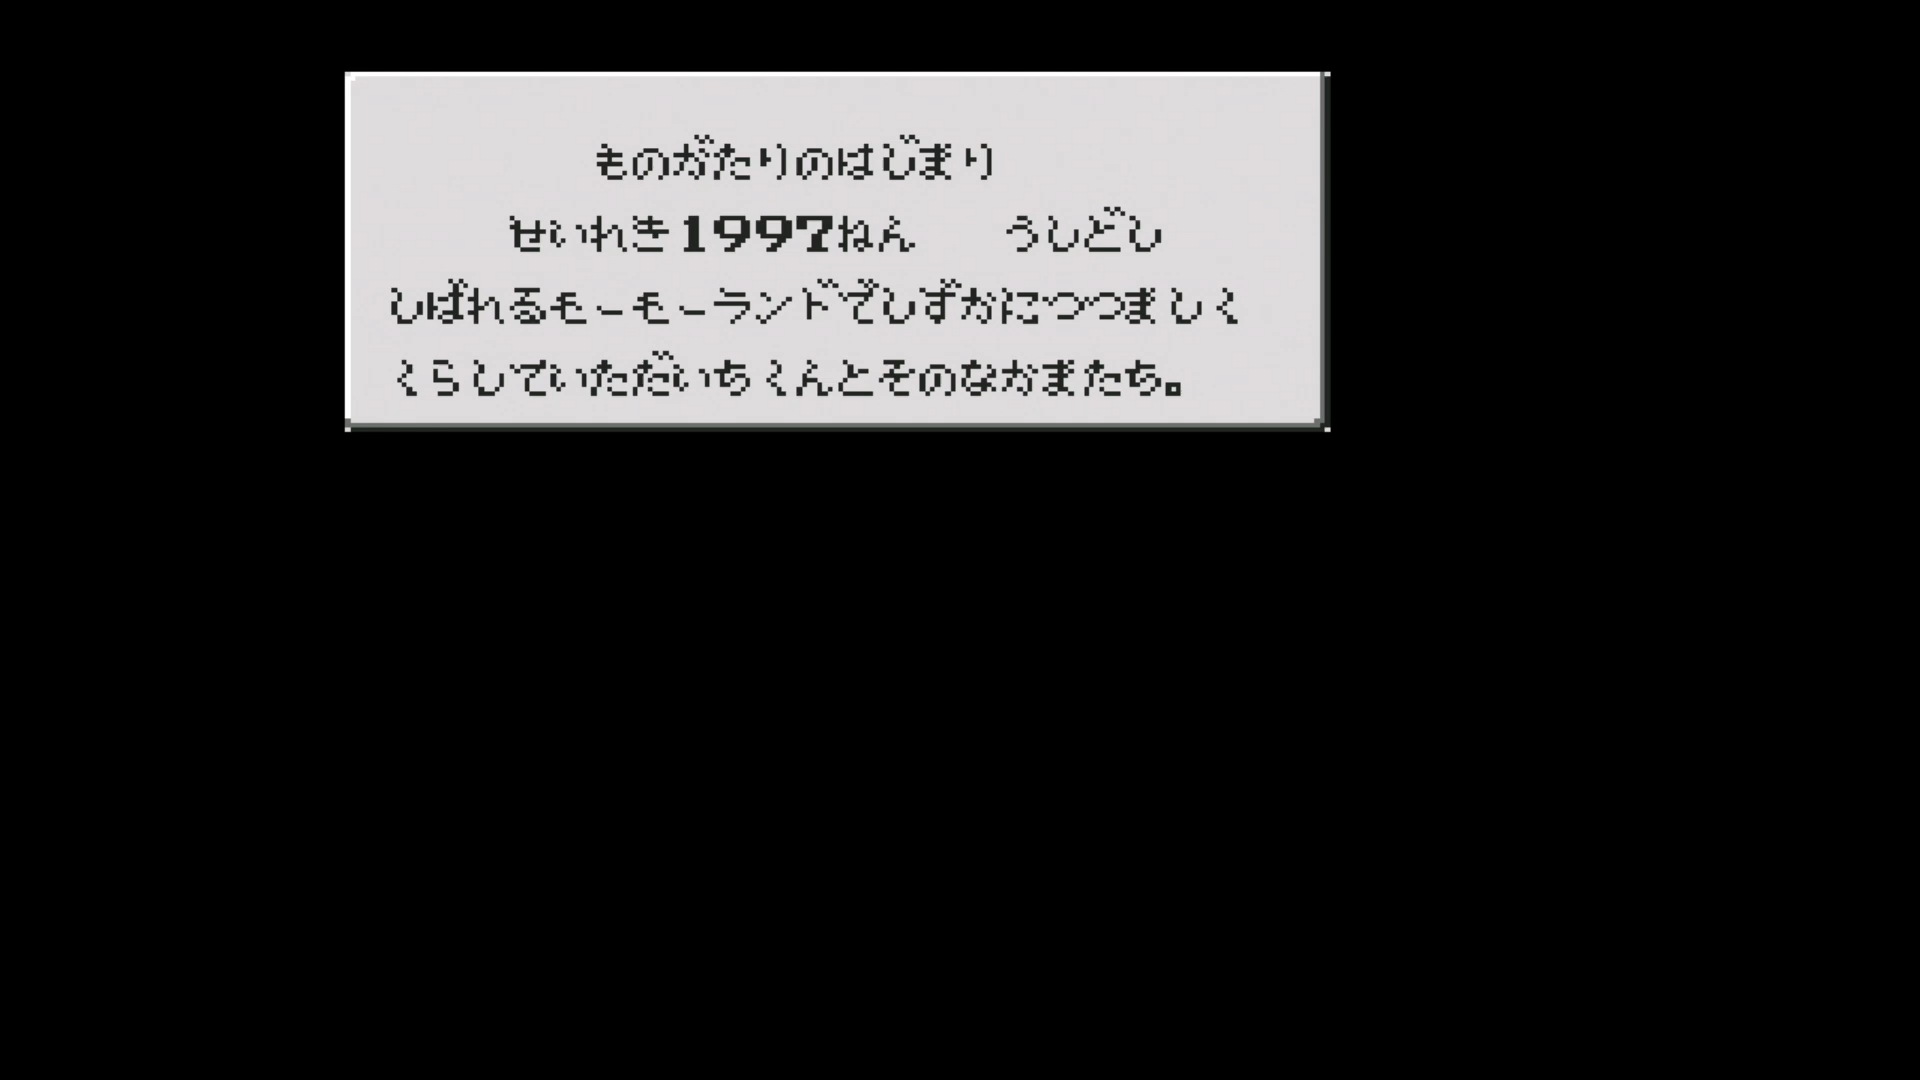 ものがたりのはじまり
せいれき1997ねん　　うしどし
しばれるモーモーランドでしずかにつつましく
くらしていただいちくんとそのなかまたち。